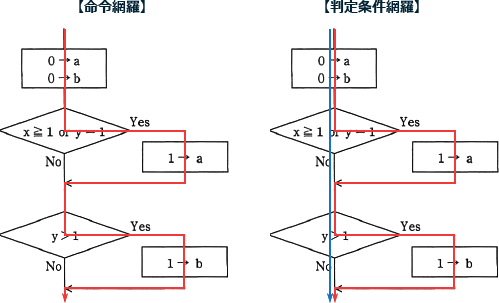 【命令網羅】
0→a
0→b
x≧1 or y=1
Yes
No
1→a
y>1
Yes
No
1→b
【判定条件網羅】
0→a
0→b
x≧1 or y=1
Yes
No
1→a
y>1
Yes
No
1→b